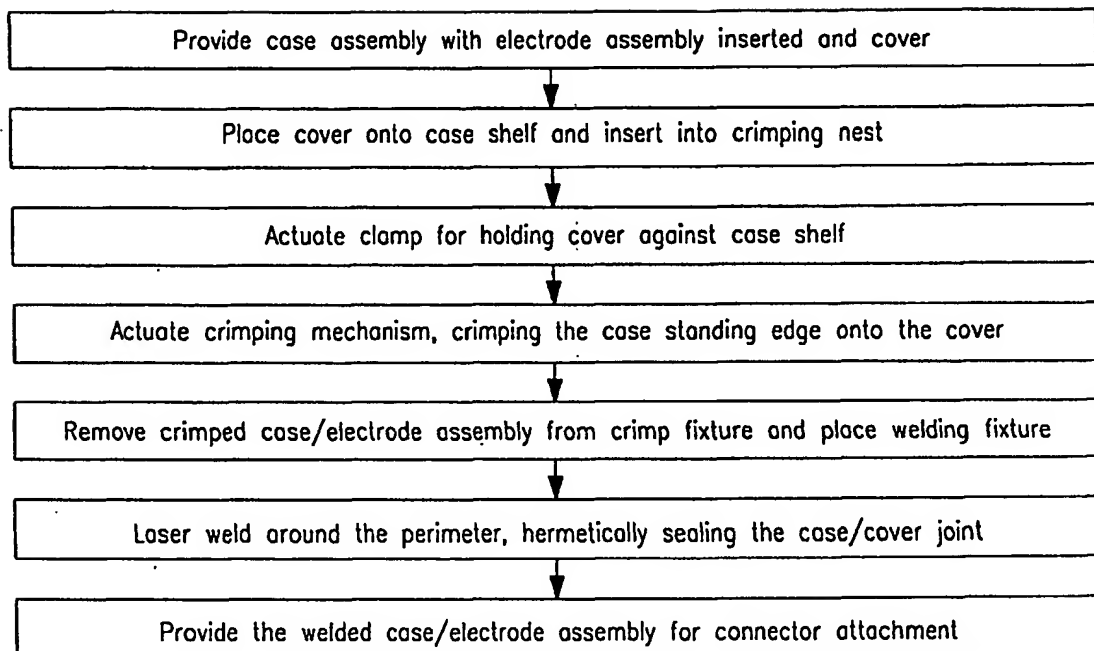 Provide case assembly with electrode assembly inserted and cover
Place cover onto case shelf and insert into crimping nest
Actuate clamp for holding cover against case shelf
Actuate crimping mechanism, crimping the case standing edge onto the cover
Remove crimped case/electrode assembly from crimp fixture and place welding fixture
Laser weld around the perimeter, hermetically sealing the case/cover joint
Provide the welded case/electrode assembly for connector attachment